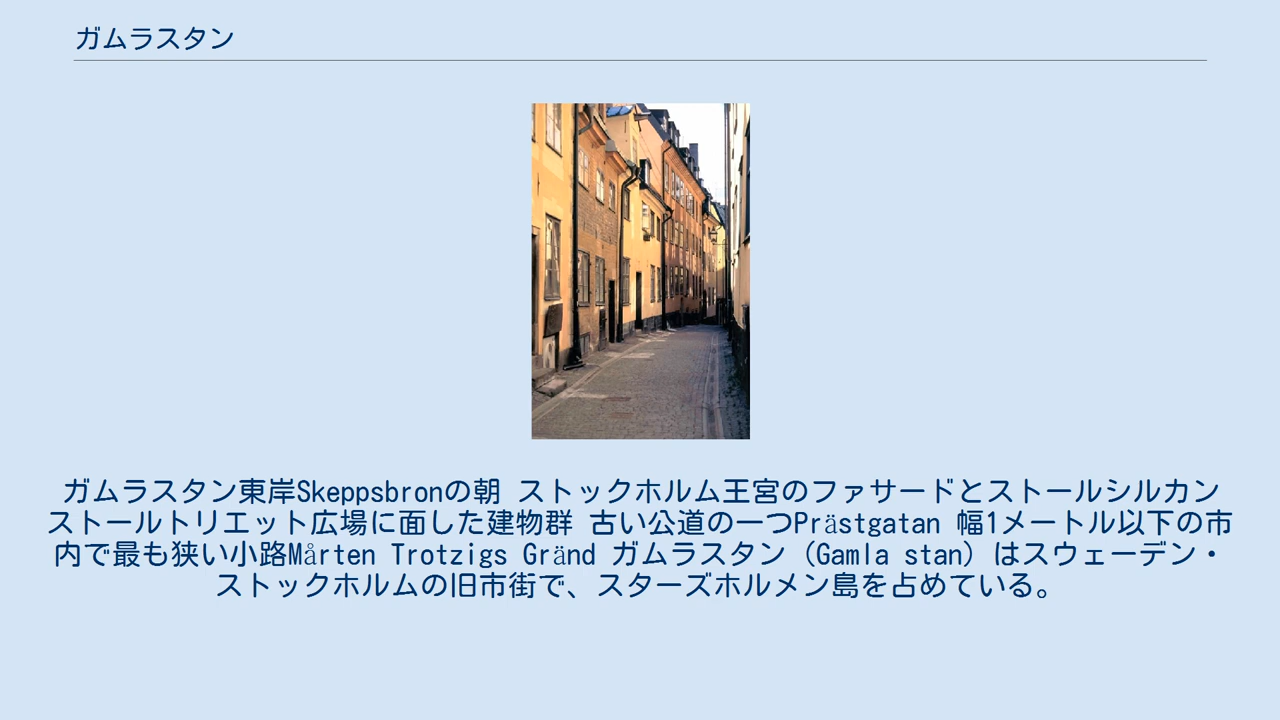 ガムラスタン
ガムラスタン東岸Skeppsbronの朝 ストックホルム王宮のファサードとストールシルカン
ストールトリエット広場に面した建物群 古い公道の一つPrästgatan 幅1メートル以下の市
内で最も狭い小路Mårten Trotzigs Gränd ガムラスタン（Gamla stan）はスウェーデン・
ストックホルムの旧市街で、スターズホルメン島を占めている。